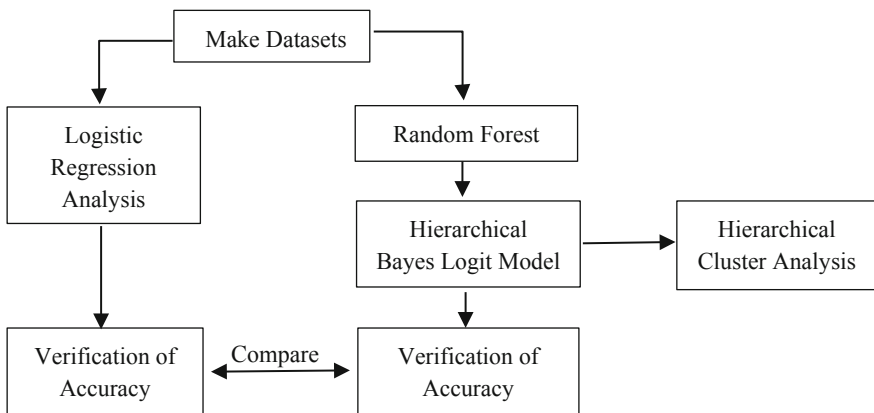 Make Datasets
Logistic
Regression
Analysis
Random Forest
Hierarchical
Bayes Logit Model
Hierarchical
Cluster Analysis
Verification of
Accuracy
Compare
Verification of
Accuracy